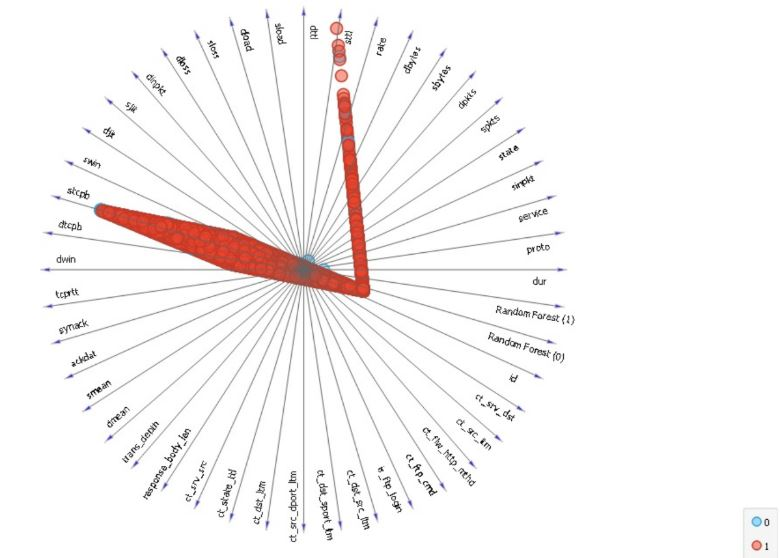 dttl
sttl
rate
dbytes
sbytes
dpkts
spkts
state
sinpkt
service
proto
dur
Random Forest (1)
Random Forest (0)
id
ct_srv_dst
ct_src_ltm
ct_flw_http_mthd
ct_ftp_cmd
is_ftp_login
ct_dst_src_ltm
ct_dst_sport_ltm
ct_src_dport_ltm
ct_dst_ltm
ct_state_ttl
ct_srv_src
response_body_len
trans_depth
dmean
smean
ackdat
synack
tcprtt
dwin
dtcpb
stcpb
swin
djit
sjit
dinpkt
dloss
sloss
dload
sload
0
1